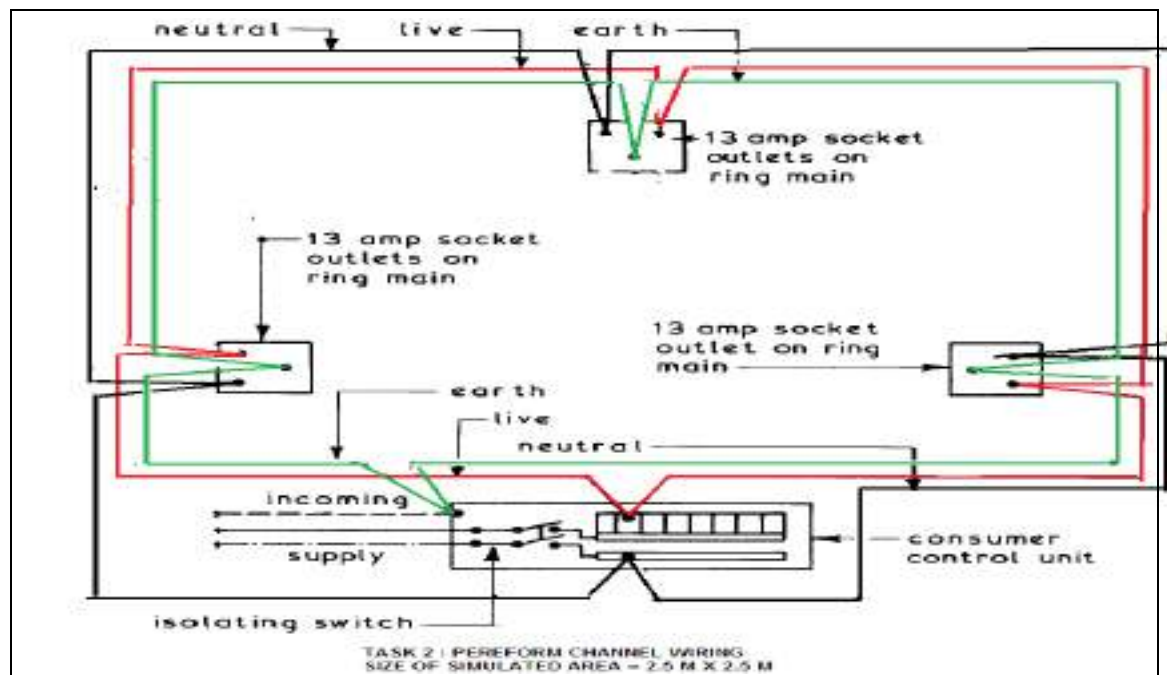 neutral live earth
13 amp socket
outlets on
ring main
13 amp socket
outlets on
ring main
13 amp socket
outlet on ring
main
earth
live
neutral
incoming
supply
consumer
control unit
isolating switch
TASK 2 : PEREFORM CHANNEL WIRING
SIZE OF SIMULATED AREA = 2.5 M X 2.5 M